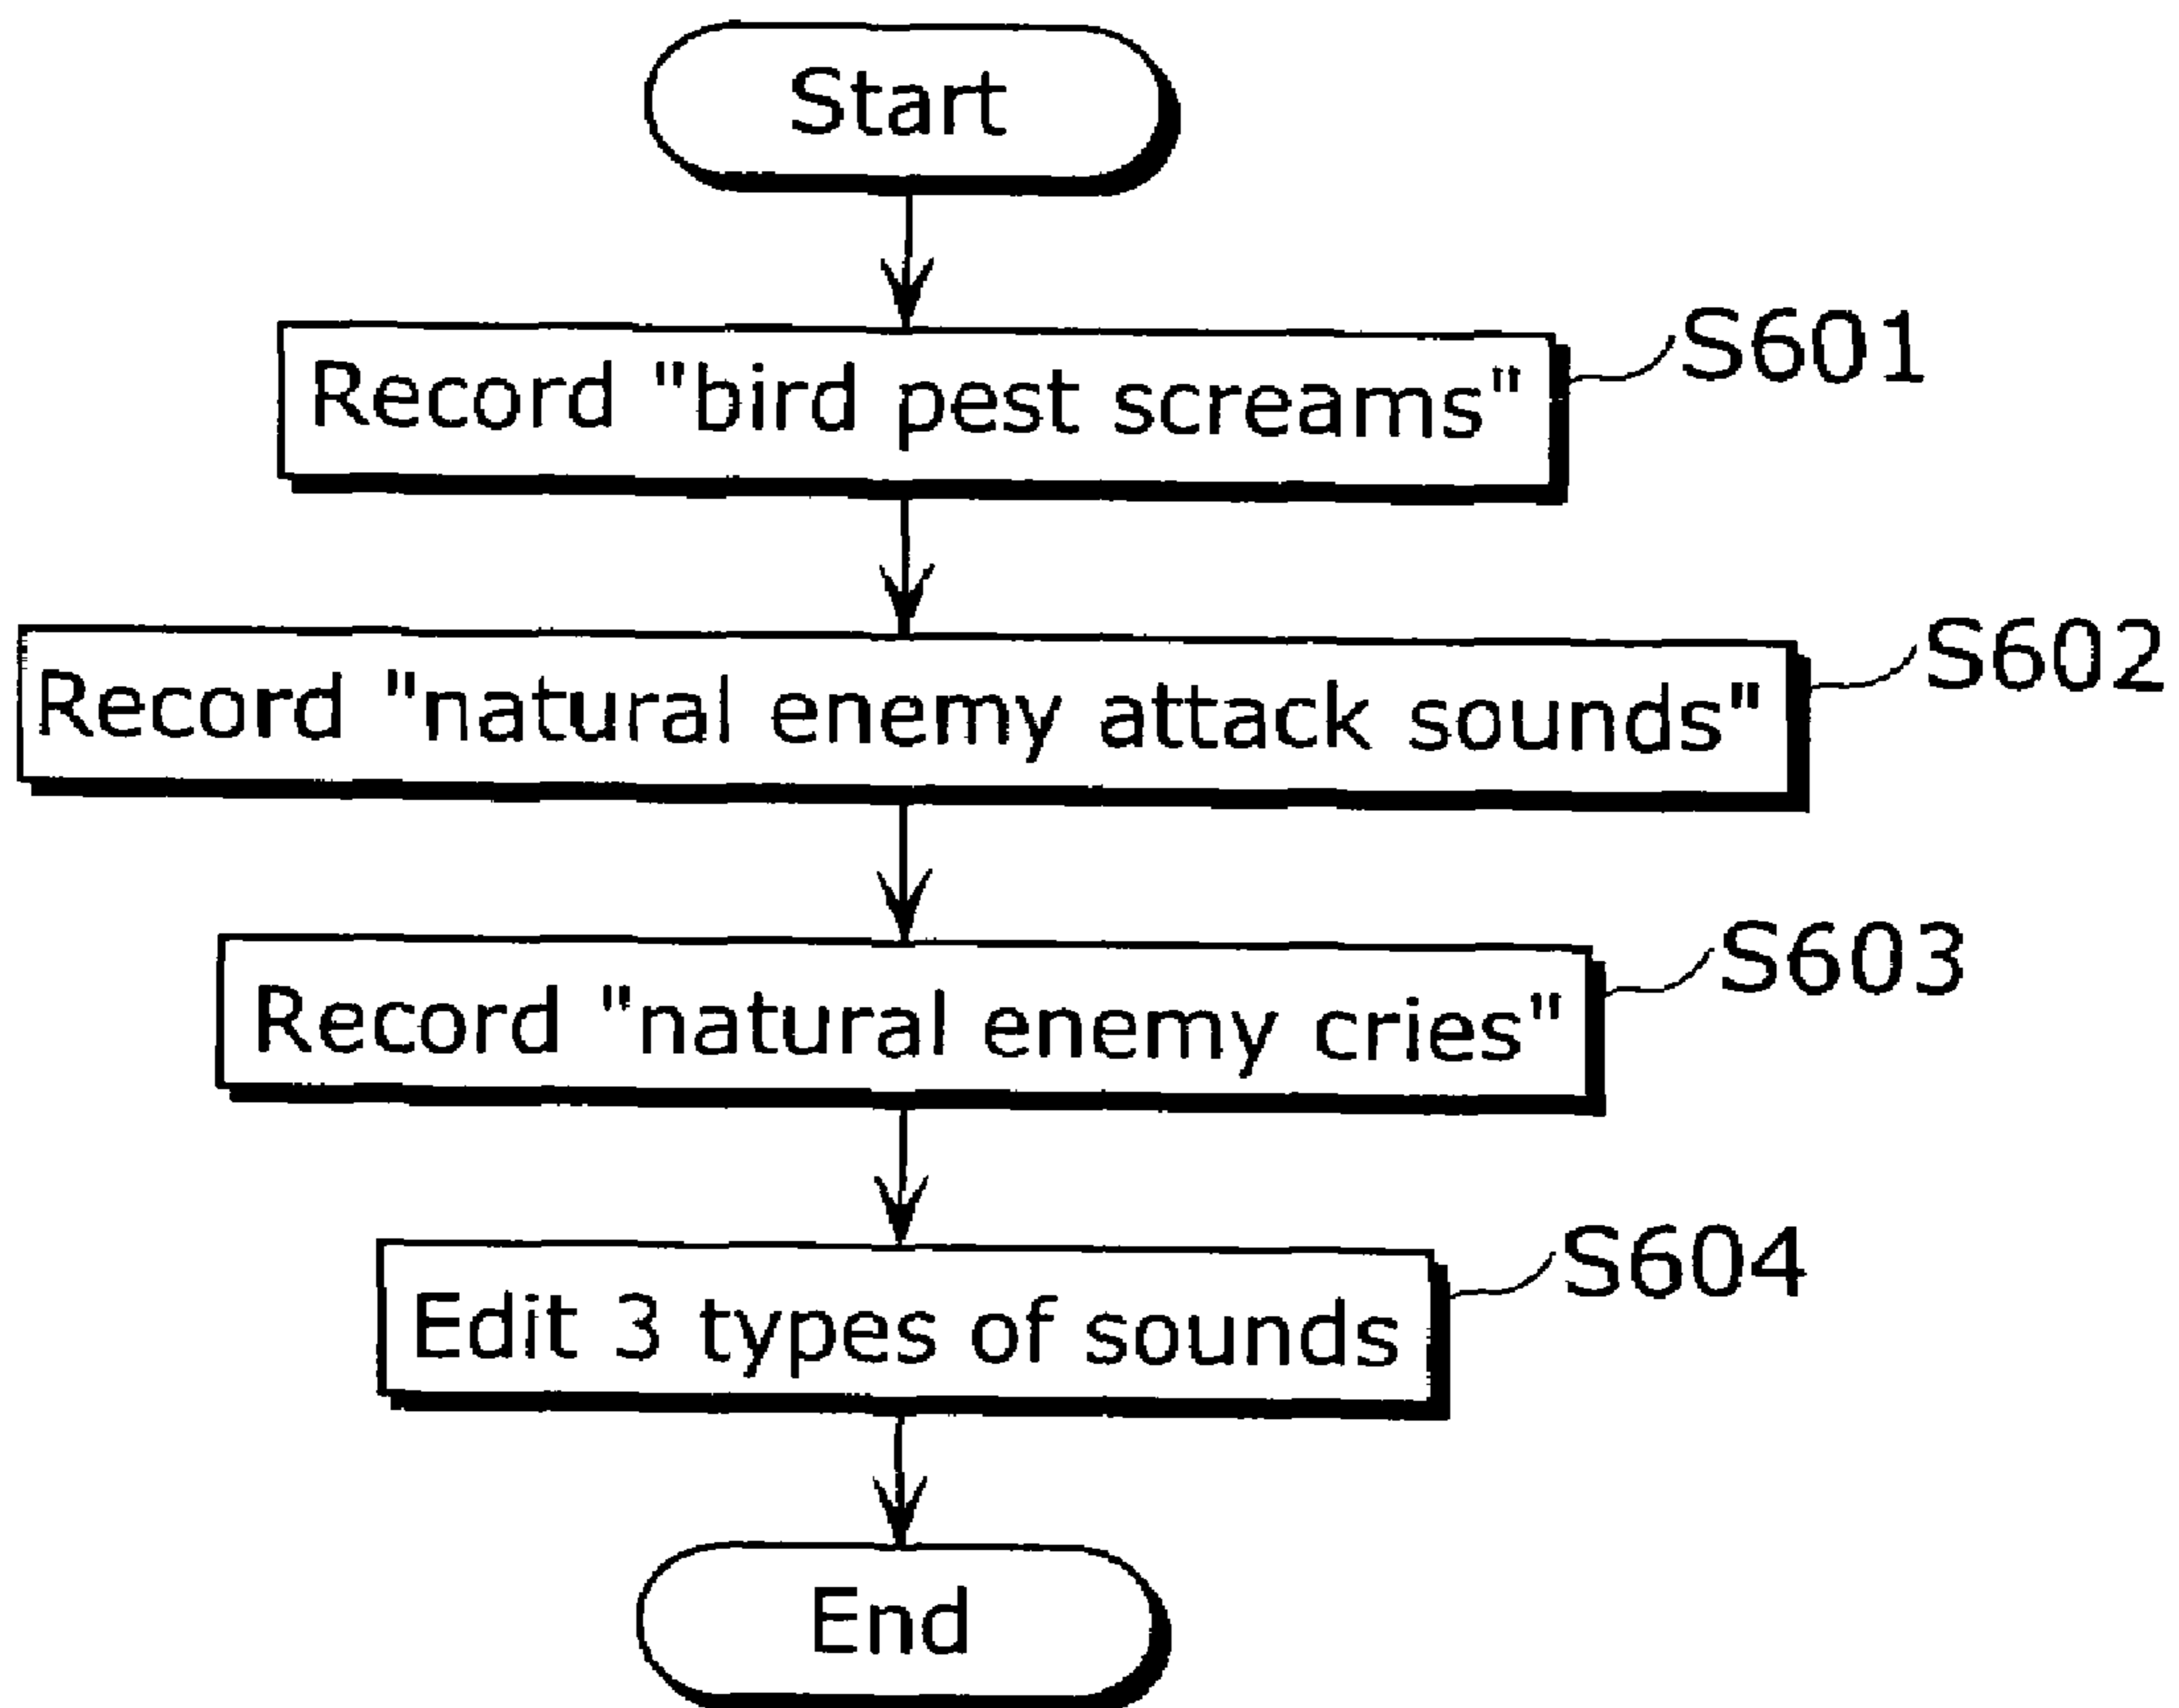 Start
Record "bird pest screams"
S601
Record "natural enemy attack sounds"
S602
Record "natural enemy cries"
S603
Edit 3 types of sounds
S604
End